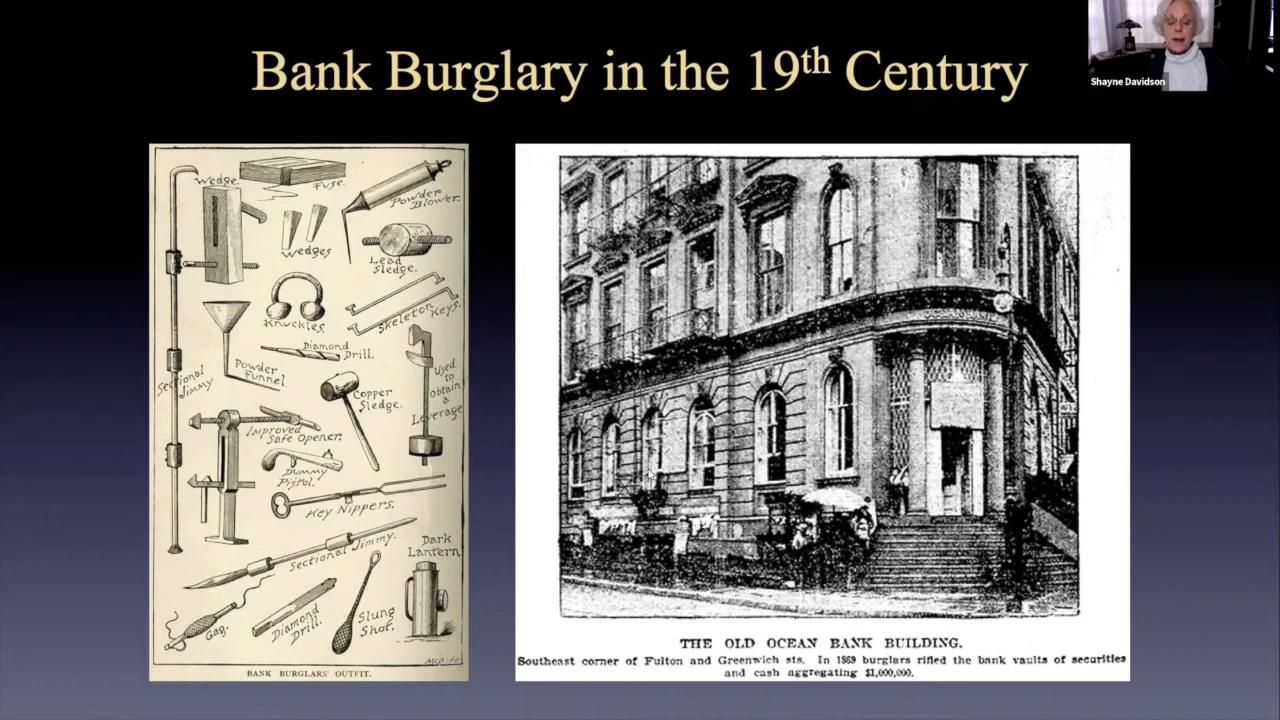 Bank Burglary in the 19th Century
Shayne Davidson
Wedge.
Fuse.
Powder
Blower.
Wedges
Lead
Sledge.
Knuckles.
Skeleton
Keys.
Diamond
Drill.
Powder
Funnel.
Sectional
Jimmy
Copper
Sledge.
Used
to
obtain
a
Leverage
Improved
Safe Opener.
Dummy
Pistol.
Key Nippers.
Sectional Jimmy.
Dark
Lantern
Gag.
Diamond
Drill.
Slung
Shot.
BANK BURGLARS' OUTFIT.
THE OLD OCEAN BANK BUILDING.
Southeast corner of Fulton and Greenwich sts. In 1869 burglars rifled the bank vaults of securities
and cash aggregating $1,000,000.